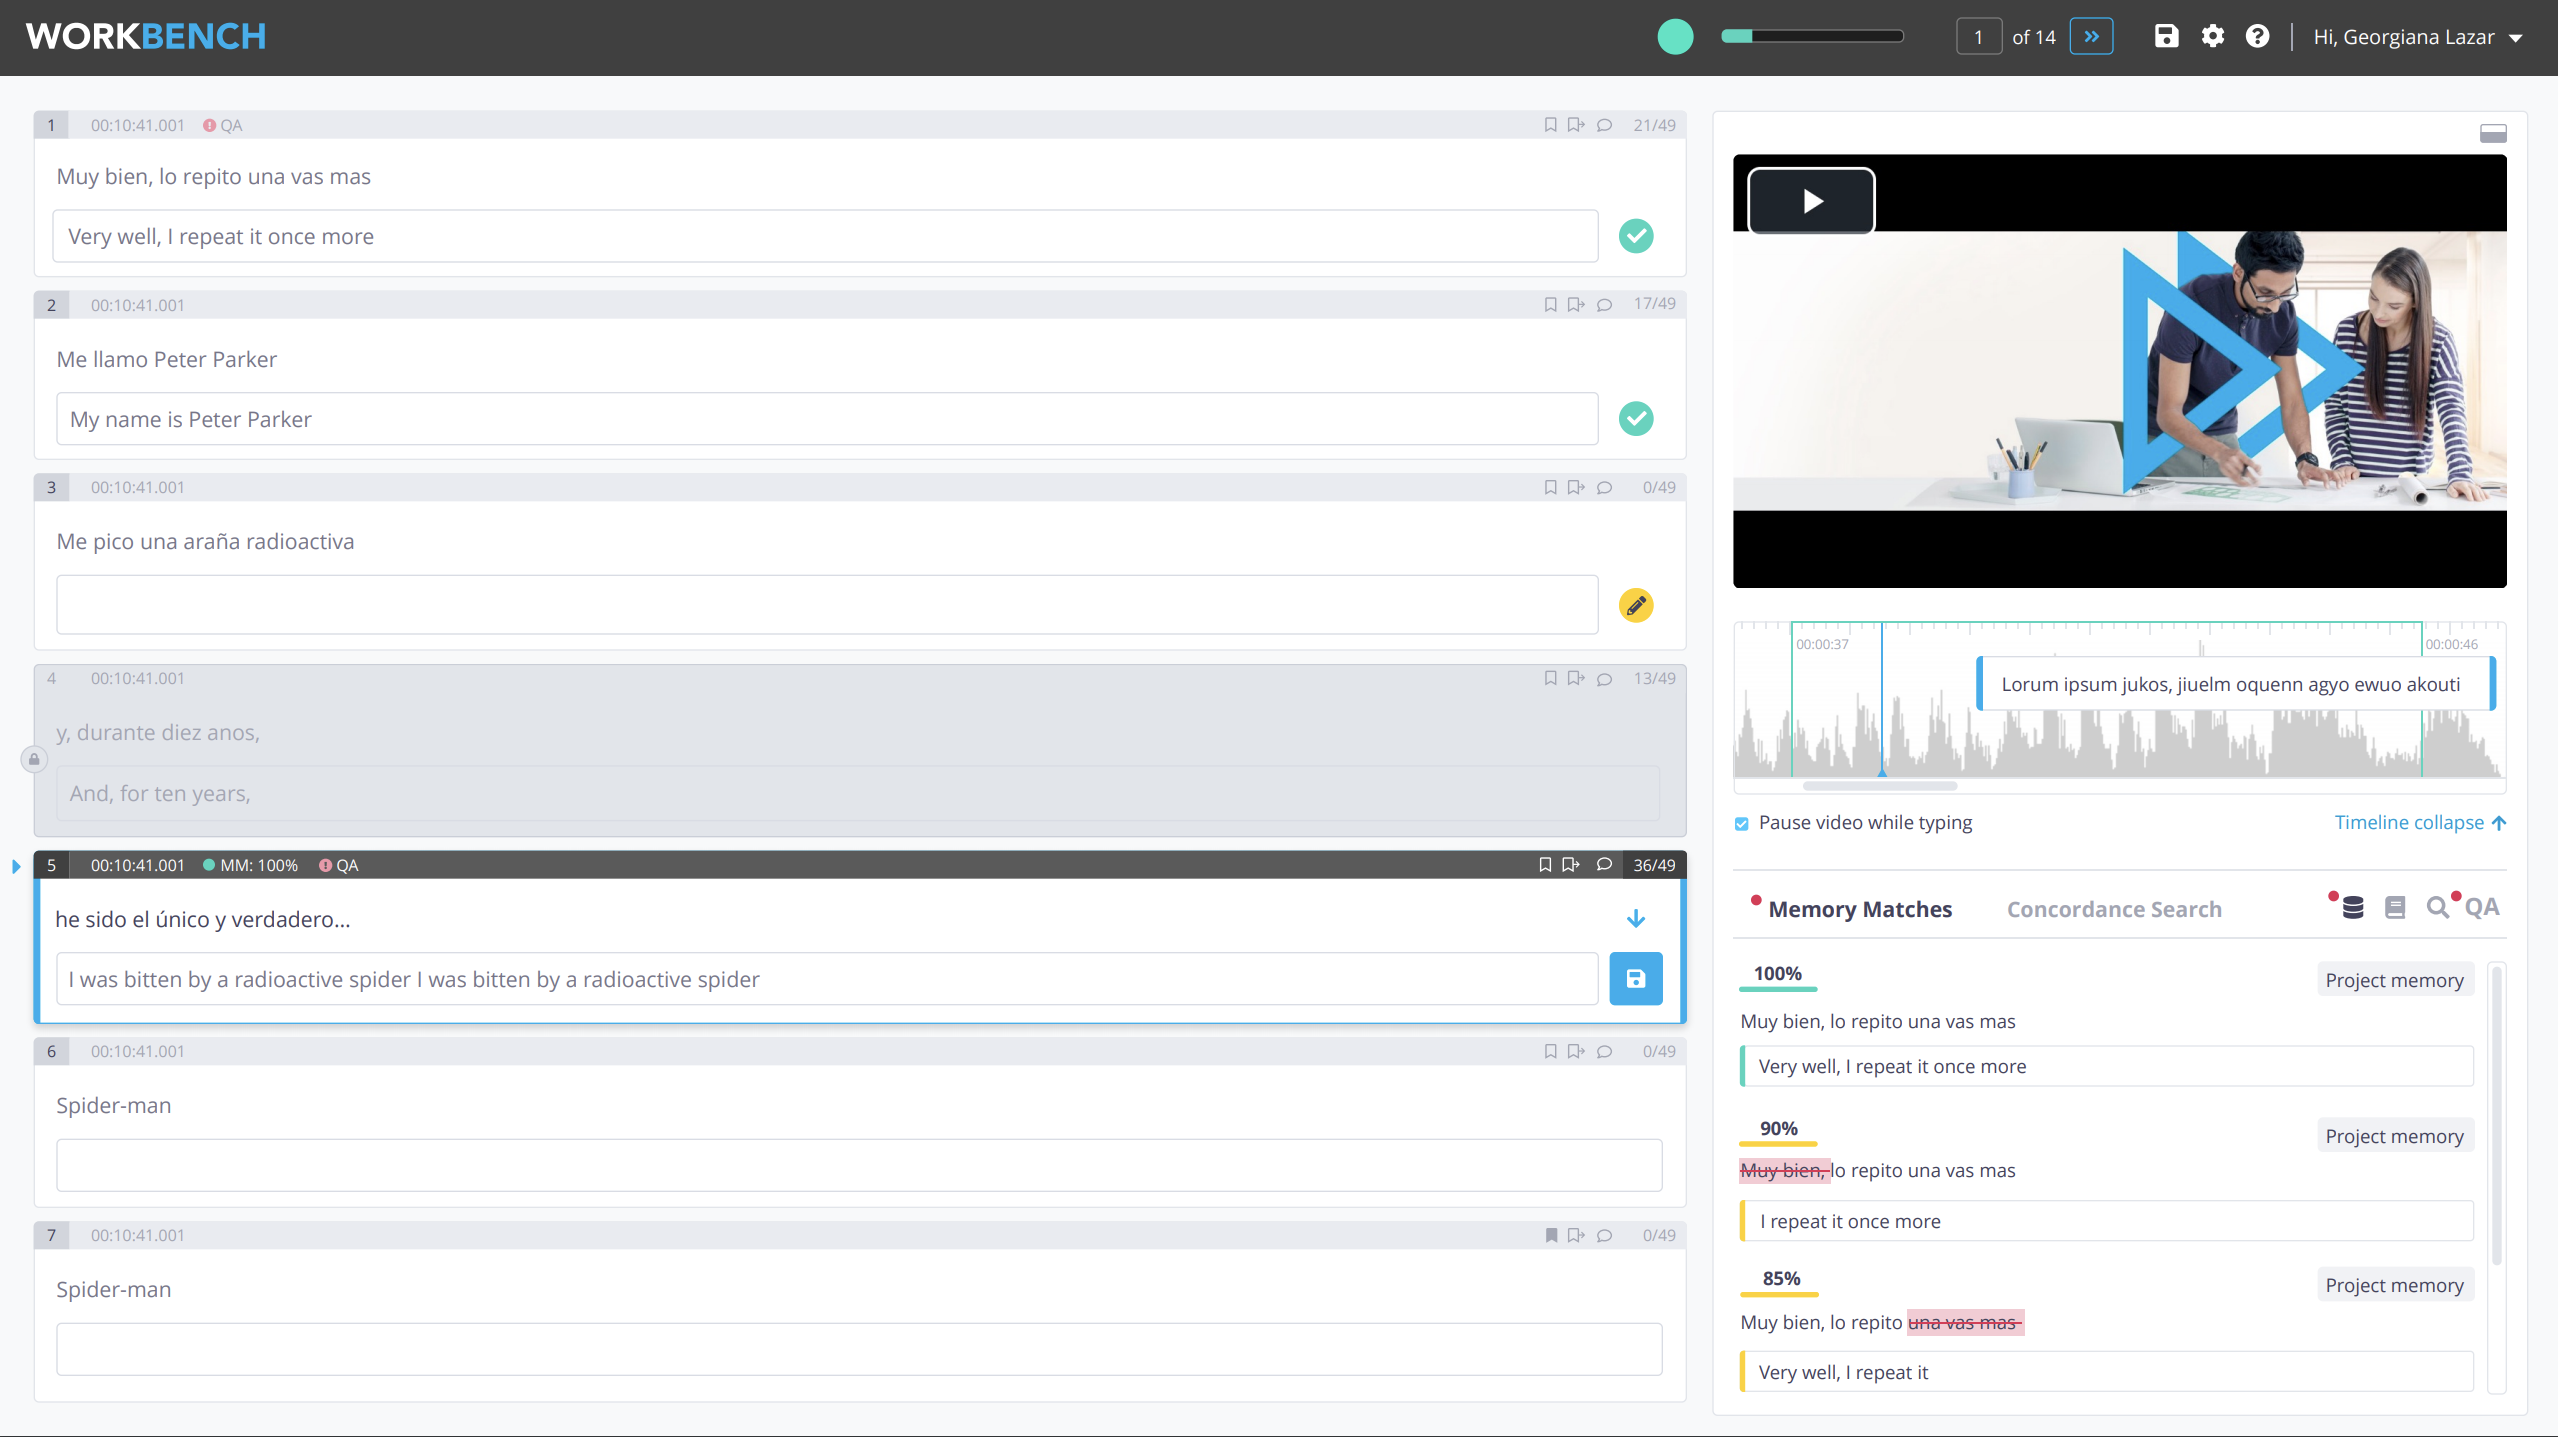 WORKBENCH
1 of 14
Hi, Georgiana Lazar
1 00:10:41.001 QA 21/49
Muy bien, lo repito una vas mas
Very well, I repeat it once more
2 00:10:41.001 17/49
Me llamo Peter Parker
My name is Peter Parker
3 00:10:41.001 0/49
Me pico una araña radioactiva
4 00:10:41.001 13/49
y, durante diez anos,
And, for ten years,
5 00:10:41.001 MM: 100% QA 36/49
he sido el único y verdadero...
I was bitten by a radioactive spider I was bitten by a radioactive spider
6 00:10:41.001 0/49
Spider-man
7 00:10:41.001 0/49
Spider-man
00:00:37 00:00:46
Lorum ipsum jukos, jiuelm oquenn agyo ewuo akouti
Pause video while typing Timeline collapse
Memory Matches Concordance Search QA
100% Project memory
Muy bien, lo repito una vas mas
Very well, I repeat it once more
90% Project memory
Muy bien, lo repito una vas mas
I repeat it once more
85% Project memory
Muy bien, lo repito una vas mas
Very well, I repeat it